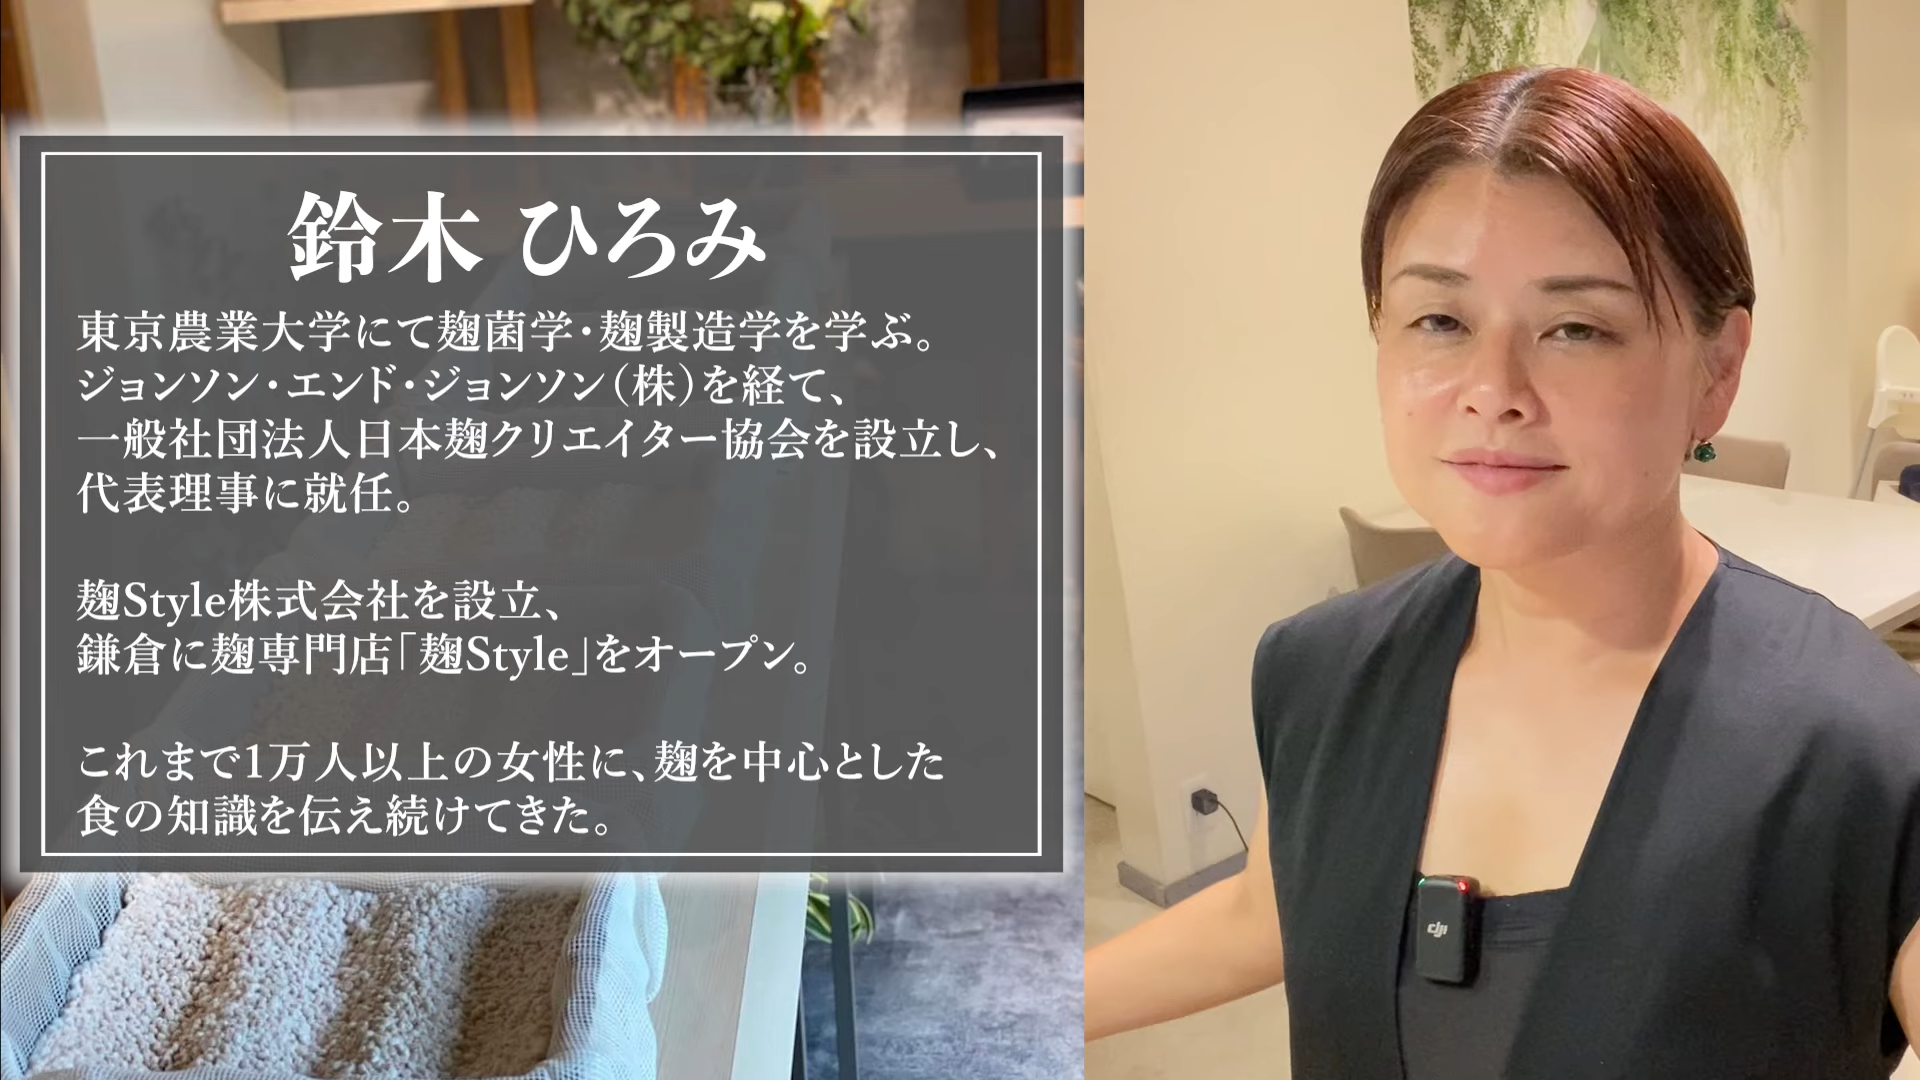 鈴木 ひろみ
東京農業大学にて麹菌学・麹製造学を学ぶ。
ジョンソン・エンド・ジョンソン（株）を経て、
一般社団法人日本麹クリエイター協会を設立し、
代表理事に就任。
麹Style株式会社を設立、
鎌倉に麹専門店「麹Style」をオープン。
これまで1万人以上の女性に、麹を中心とした
食の知識を伝え続けてきた。
dji